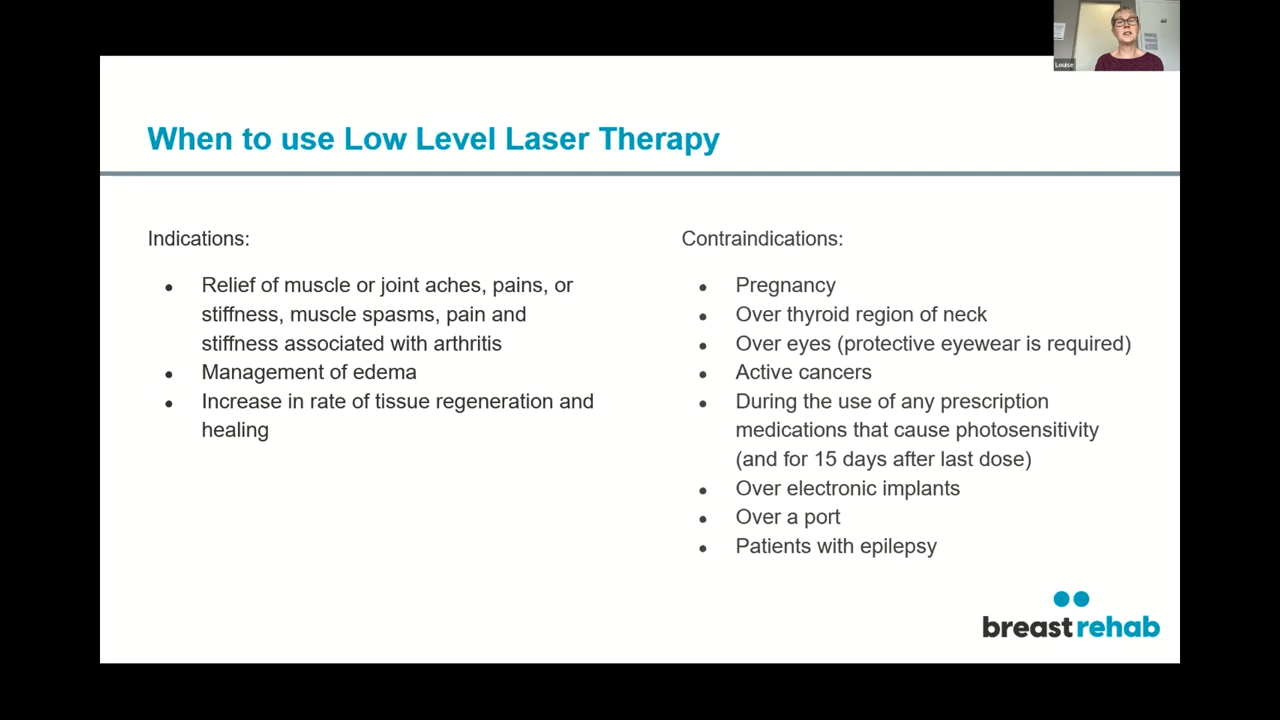 Louise
When to use Low Level Laser Therapy
Indications:
● Relief of muscle or joint aches, pains, or
stiffness, muscle spasms, pain and
stiffness associated with arthritis
● Management of edema
● Increase in rate of tissue regeneration and
healing
Contraindications:
● Pregnancy
● Over thyroid region of neck
● Over eyes (protective eyewear is required)
● Active cancers
● During the use of any prescription
medications that cause photosensitivity
(and for 15 days after last dose)
● Over electronic implants
● Over a port
● Patients with epilepsy
breast rehab